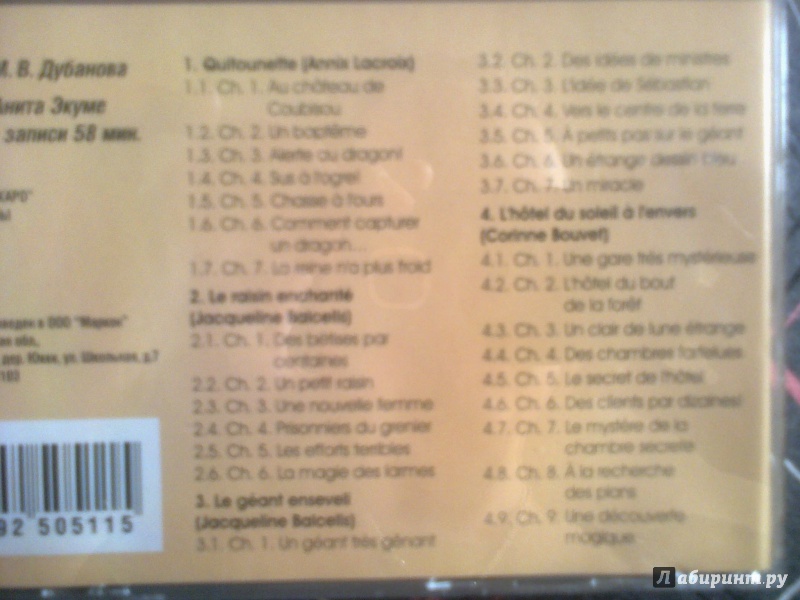 М. В. Дубанова
Анита Экуме
записи 58 мин.
КАРО"
в ООО "Маркон"
дер. Юкки, ул. Школьная, д.7
505115
1. Quitounette (Annix Lacroix)
1.1. Ch. 1. Au château de
Coubisou
1.2. Ch. 2. Un baptême
1.3. Ch. 3. Alerte au dragon!
1.4. Ch. 4. Sus à l'ogre!
1.5. Ch. 5. Chasse à l'ours
1.6. Ch. 6. Comment capturer
un dragon...
1.7. Ch. 7. La mine n'a plus froid
2. Le raisin enchanté
(Jacqueline Balcells)
2.1. Ch. 1. Des bêtises par
centaines
2.2. Ch. 2. Un petit raisin
2.3. Ch. 3. Une nouvelle femme
2.4. Ch. 4. Prisonniers du grenier
2.5. Ch. 5. Les efforts terribles
2.6. Ch. 6. La magie des larmes
3. Le géant enseveli
(Jacqueline Balcells)
3.1. Ch. 1. Un géant très gênant
3.2. Ch. 2. Des idées de ministres
3.3. Ch. 3. L'idée de Sébastian
3.4. Ch. 4. Vers le centre de la terre
3.5. Ch. 5. À petits pas sur le géant
3.6. Ch. 6. Un étrange dessin bleu
3.7. Ch. 7. Un miracle
4. L'hôtel du soleil à l'envers
(Corinne Bouvet)
4.1. Ch. 1. Une gare très mystérieuse
4.2. Ch. 2. L'hôtel du bout
de la forêt
4.3. Ch. 3. Un clair de lune étrange
4.4. Ch. 4. Des chambres farfelues
4.5. Ch. 5. Le secret de l'hôtel
4.6. Ch. 6. Des clients par dizaines!
4.7. Ch. 7. Le mystère de la
chambre secrète
4.8. Ch. 8. À la recherche
des plans
4.9. Ch. 9. Une découverte
magique
Лабиринт.ру